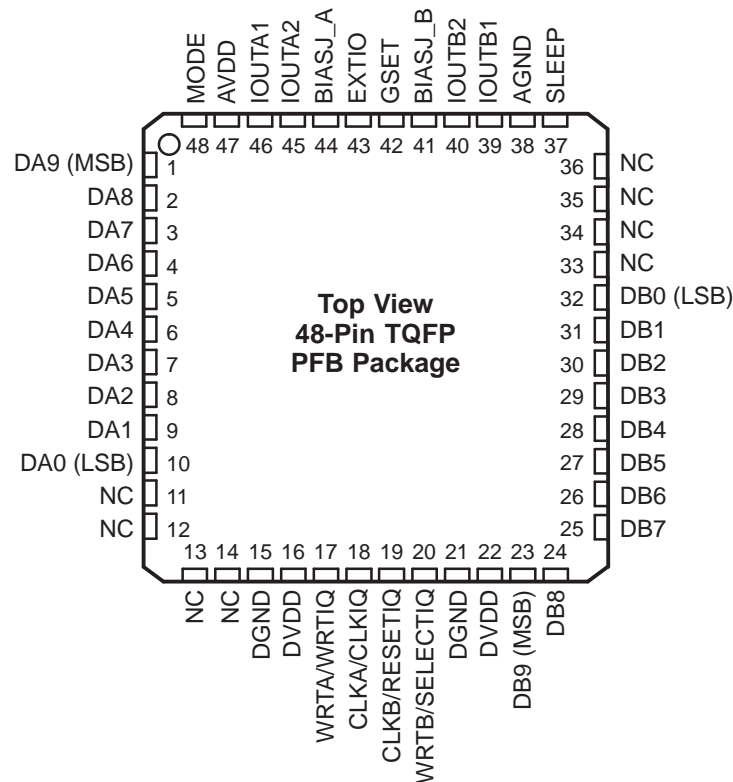 MODE
AVDD
IOUTA1
IOUTA2
BIASJ_A
EXTIO
GSET
BIASJ_B
IOUTB2
IOUTB1
AGND
SLEEP
48 47 46 45 44 43 42 41 40 39 38 37
DA9 (MSB) 1
DA8 2
DA7 3
DA6 4
DA5 5
DA4 6
DA3 7
DA2 8
DA1 9
DA0 (LSB) 10
NC 11
NC 12
Top View
48-Pin TQFP
PFB Package
36 NC
35 NC
34 NC
33 NC
32 DB0 (LSB)
31 DB1
30 DB2
29 DB3
28 DB4
27 DB5
26 DB6
25 DB7
13 14 15 16 17 18 19 20 21 22 23 24
NC
NC
DGND
DVDD
WRTA/WRTIQ
CLKA/CLKIQ
CLKB/RESETIQ
WRTB/SELECTIQ
DGND
DVDD
DB9 (MSB)
DB8